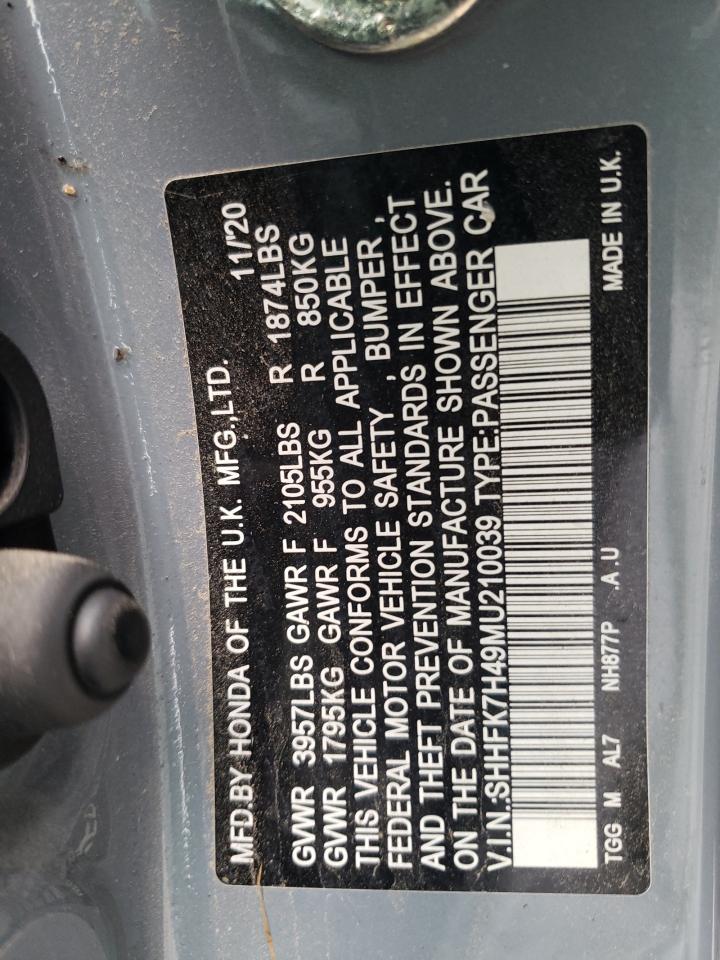 MFD.BY HONDA OF THE U.K. MFG.,LTD. 11/'20
GVWR 3957LBS GAWR F 2105LBS R 1874LBS
GVWR 1795KG GAWR F 955KG R 850KG
THIS VEHICLE CONFORMS TO ALL APPLICABLE
FEDERAL MOTOR VEHICLE SAFETY , BUMPER ,
AND THEFT PREVENTION STANDARDS IN EFFECT
ON THE DATE OF MANUFACTURE SHOWN ABOVE.
V.I.N.:SHHFK7H49MU210039 TYPE:PASSENGER CAR
TGG M AL7 NH877P .A.U MADE IN U.K.